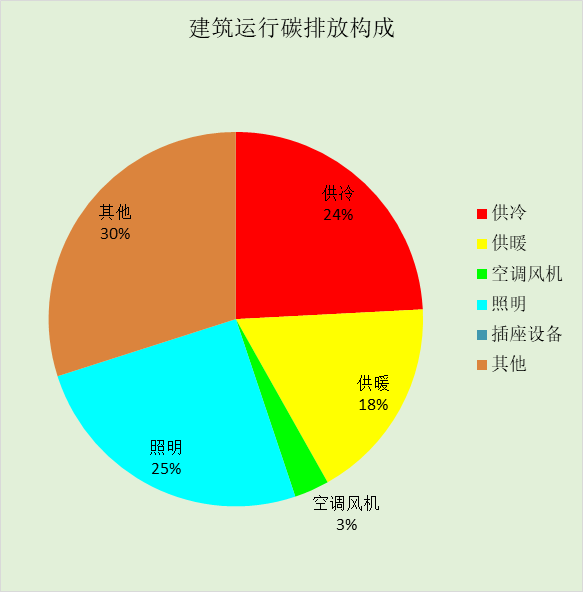 建筑运行碳排放构成
供冷
24%
其他
30%
供暖
18%
照明
25%
空调风机
3%
供冷
供暖
空调风机
照明
插座设备
其他